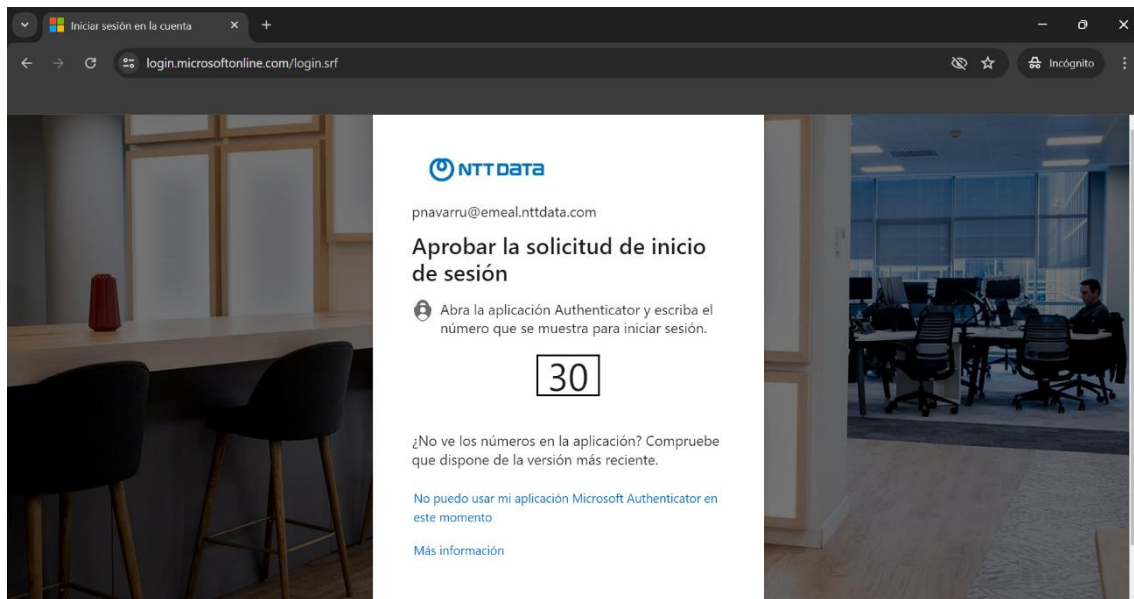 Iniciar sesión en la cuenta
login.microsoftonline.com/login.srf
Incógnito
NTT DATA
pnavarru@emeal.nttdata.com
Aprobar la solicitud de inicio
de sesión
Abra la aplicación Authenticator y escriba el
número que se muestra para iniciar sesión.
30
¿No ve los números en la aplicación? Compruebe
que dispone de la versión más reciente.
No puedo usar mi aplicación Microsoft Authenticator en
este momento
Más información